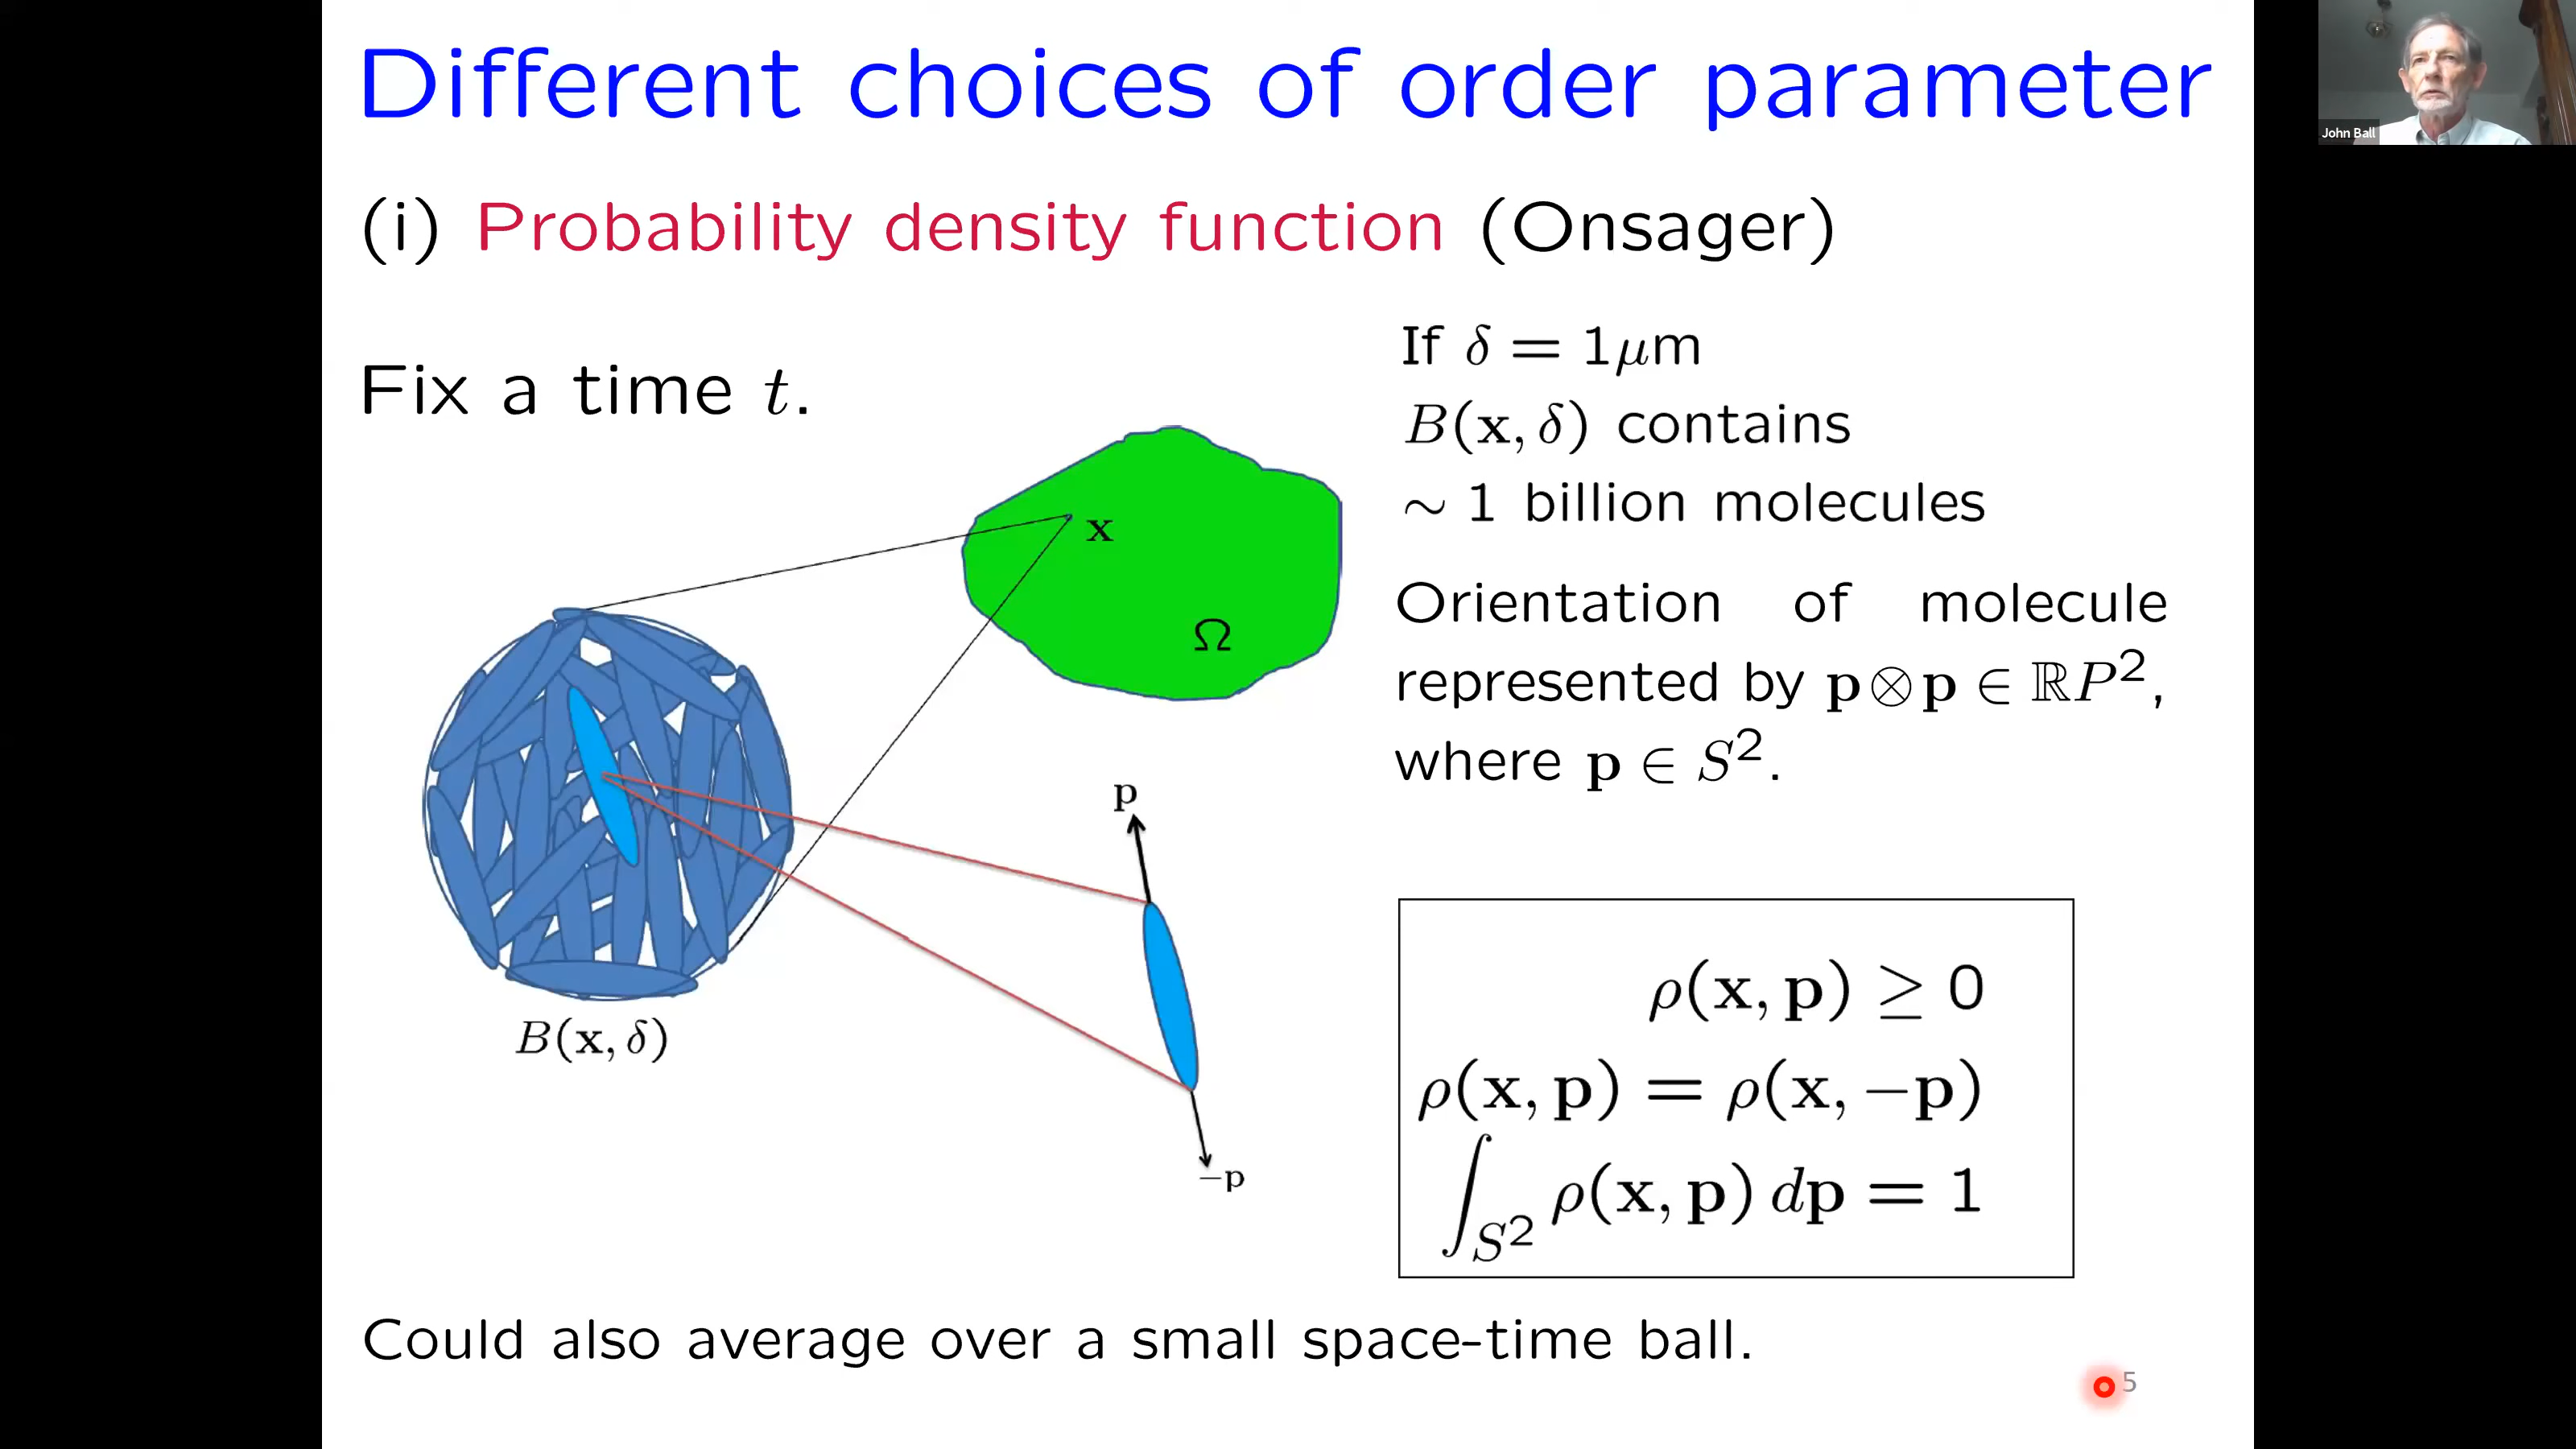 Different choices of order parameter
John Ball
(i) Probability density function (Onsager)
Fix a time t.
If δ = 1μm
B(x, δ) contains
∼ 1 billion molecules
Orientation of molecule
represented by p⊗p ∈ ℝP²,
where p ∈ S².
x
Ω
B(x, δ)
p
−p
ρ(x, p) ≥ 0
ρ(x, p) = ρ(x, −p)
∫_{S²} ρ(x, p) dp = 1
Could also average over a small space-time ball.
5